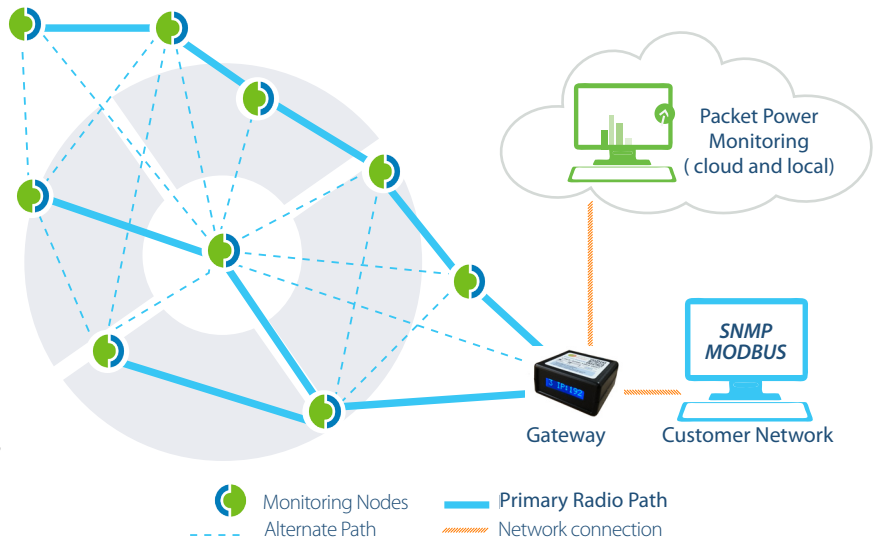 Packet Power
Monitoring
( cloud and local)
SNMP
MODBUS
Gateway
Customer Network
Monitoring Nodes
Primary Radio Path
Alternate Path
Network connection